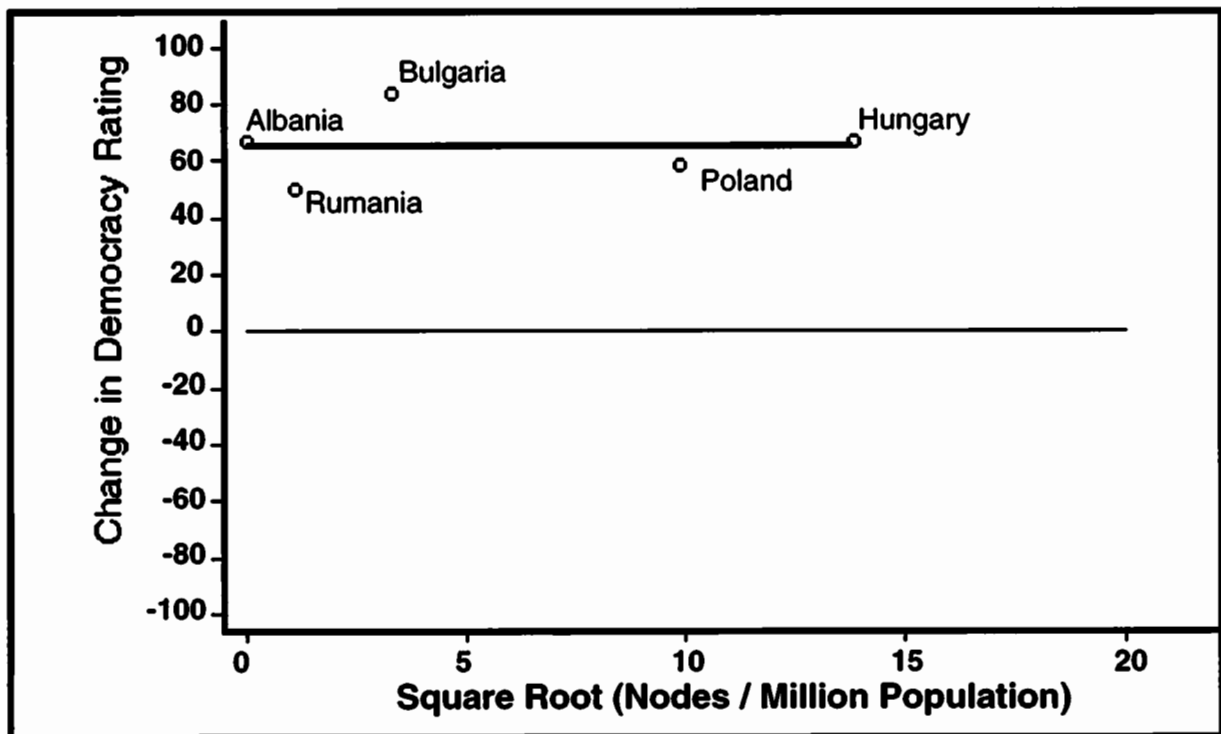 Change in Democracy Rating
100
80
60
40
20
0
-20
-40
-60
-80
-100
Bulgaria
Albania
Hungary
Poland
Rumania
0 5 10 15 20
Square Root (Nodes / Million Population)